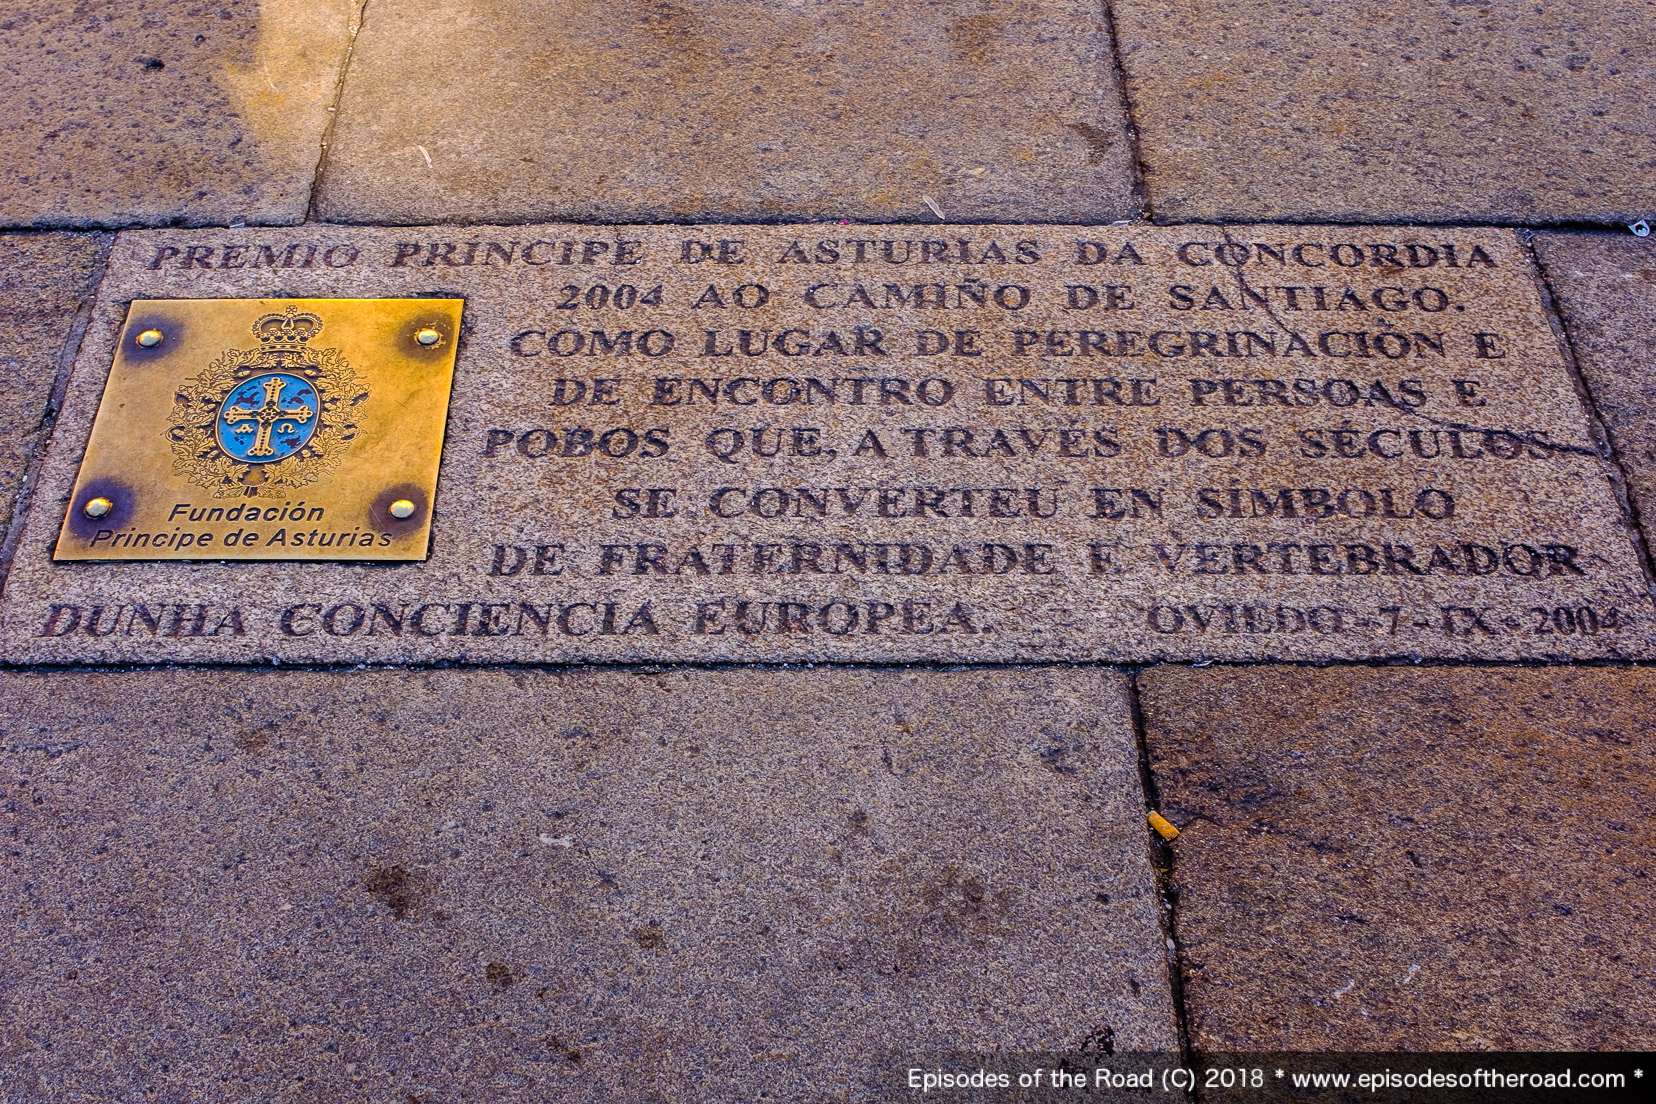 PREMIO PRINCIPE DE ASTURIAS DA CONCORDIA
2004 AO CAMIÑO DE SANTIAGO.
COMO LUGAR DE PEREGRINACIÓN E
DE ENCONTRO ENTRE PERSOAS E
POBOS QUE, A TRAVÉS DOS SÉCULOS
SE CONVERTEU EN SÍMBOLO
DE FRATERNIDADE E VERTEBRADOR
DUNHA CONCIENCIA EUROPEA. OVIEDO-7-IX-2004
Fundación
Principe de Asturias
Episodes of the Road (C) 2018 * www.episodesoftheroad.com *